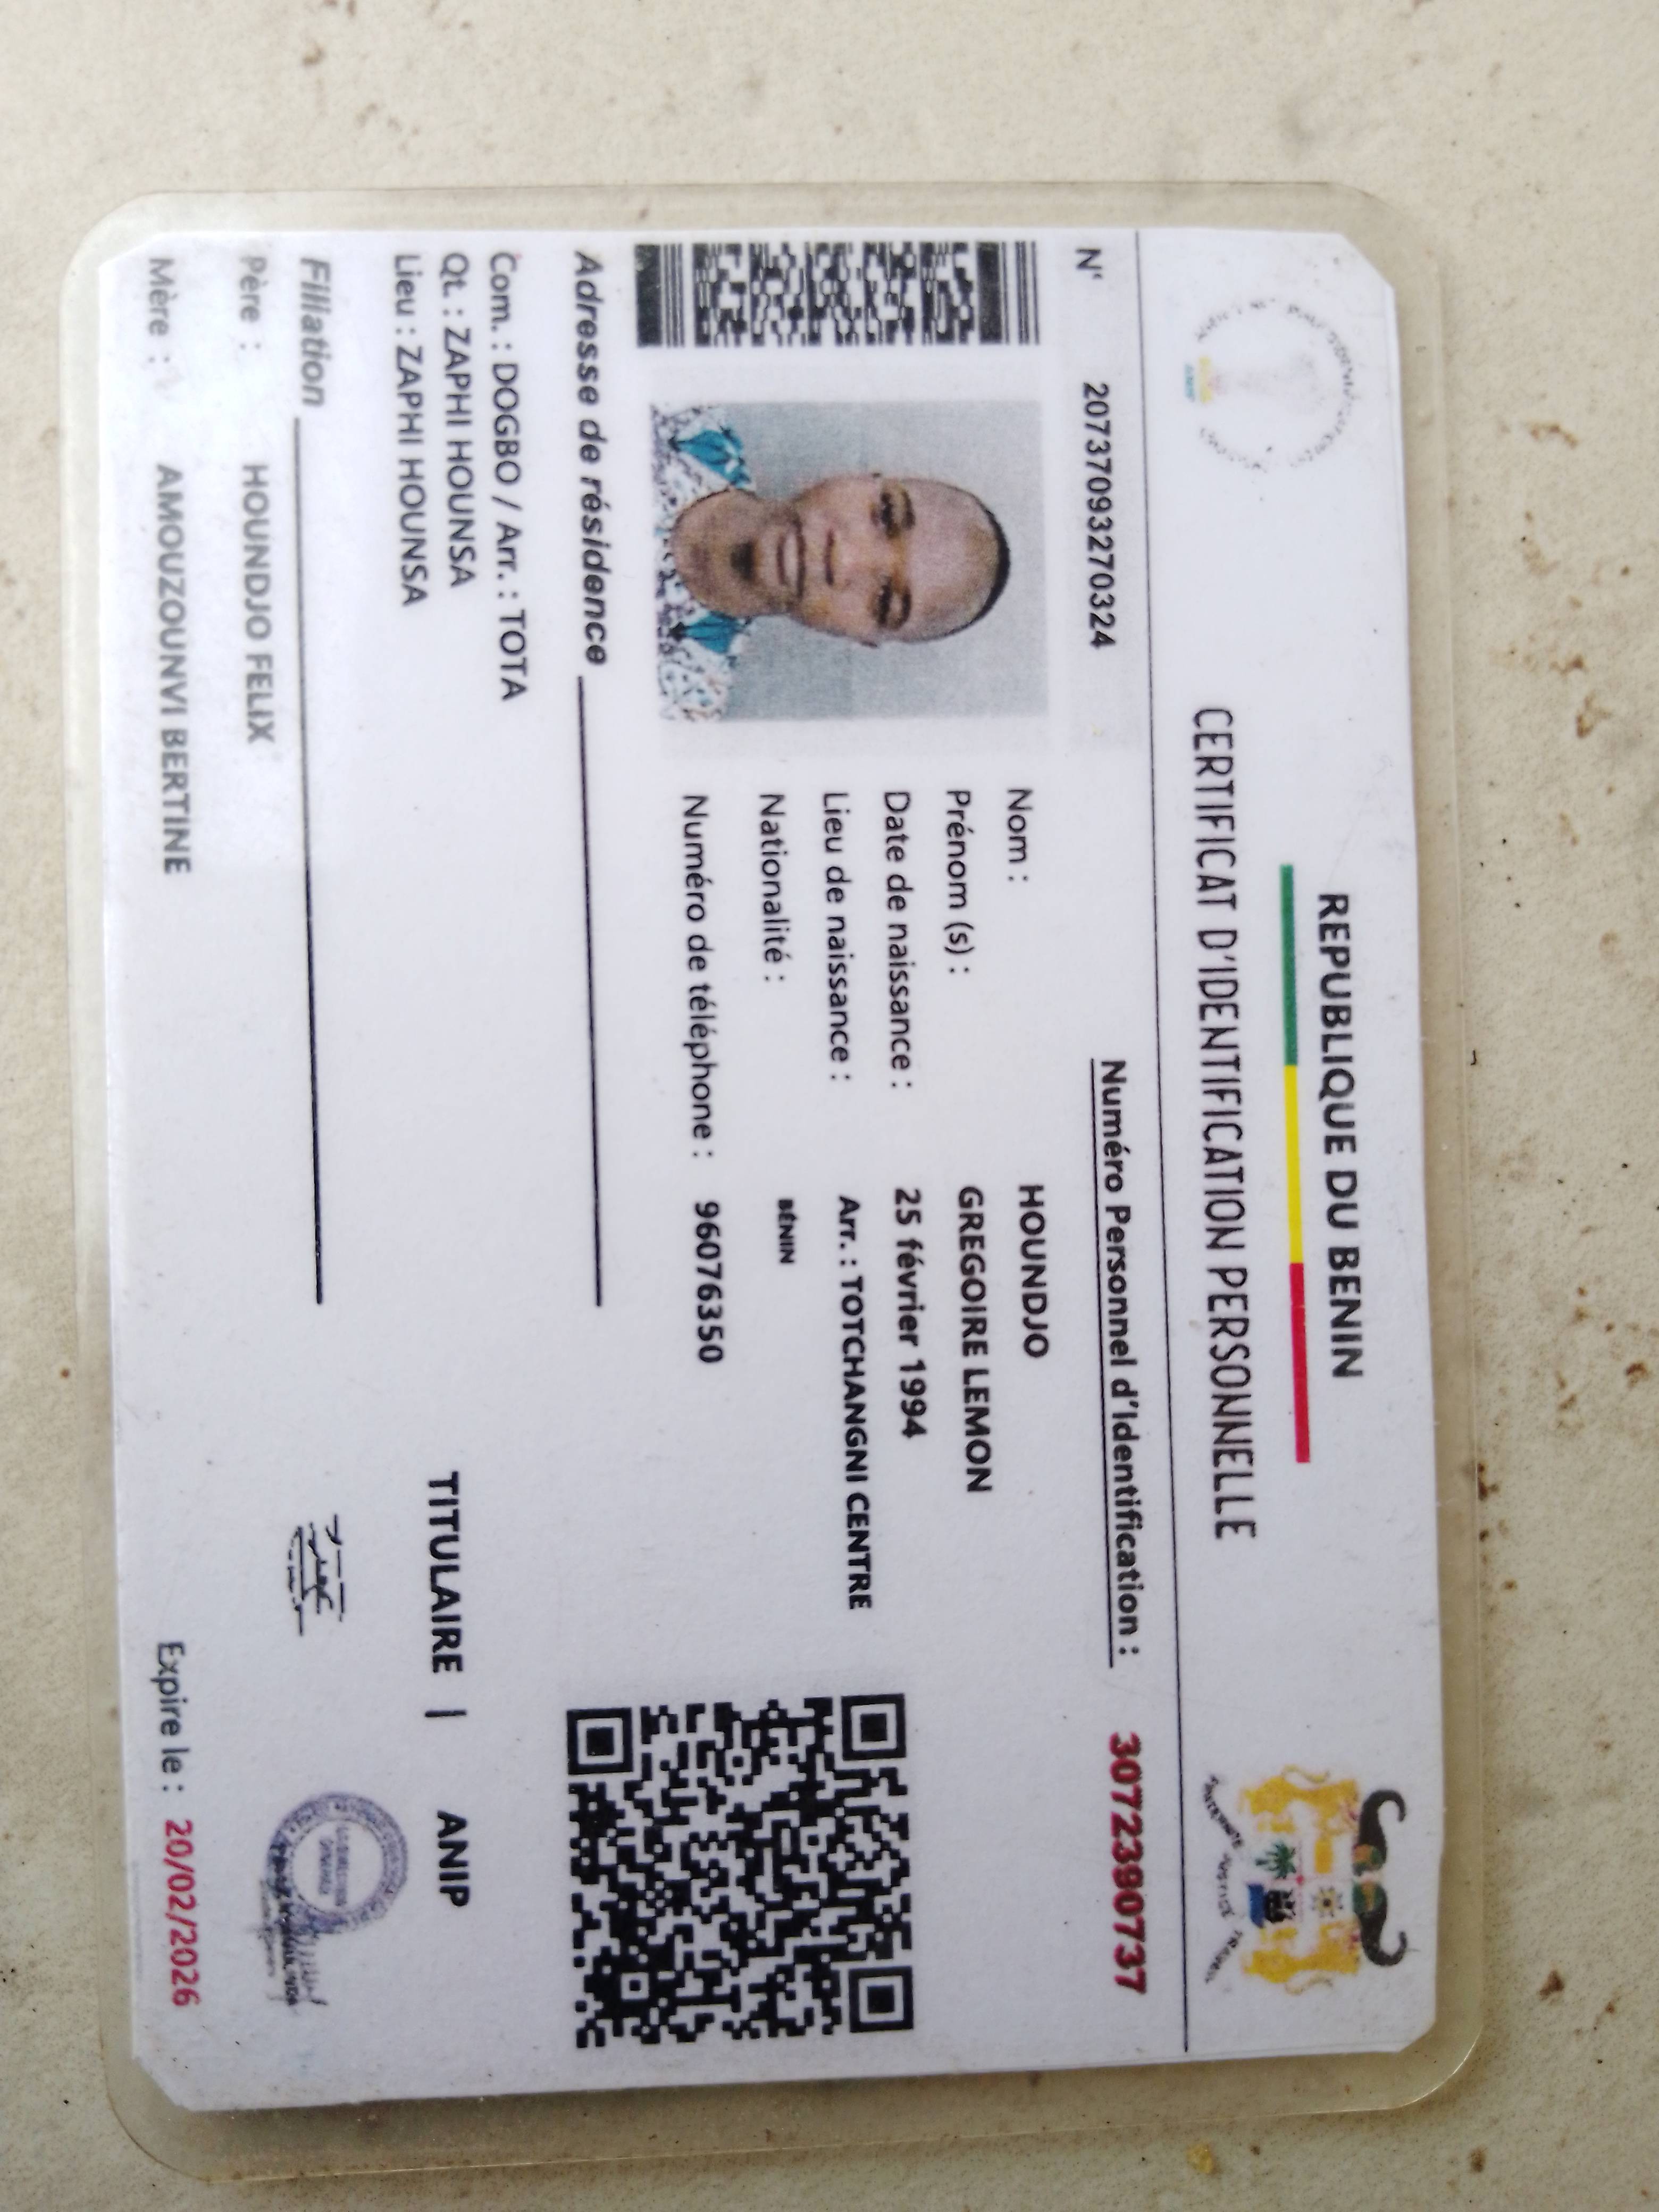 REPUBLIQUE DU BENIN
CERTIFICAT D'IDENTIFICATION PERSONNELLE
N° 2073709327032​4
Numéro Personnel d'Identification : 3072390737
Nom : HOUNDJO
Prénom (s) : GREGOIRE LEMON
Date de naissance : 25 février 1994
Lieu de naissance : Arr. : TOTCHANGNI CENTRE
Nationalité : BÉNIN
Numéro de téléphone : 96076350
Adresse de résidence
Com. : DOGBO / Arr. : TOTA
Qt. : ZAPHI HOUNSA
Lieu : ZAPHI HOUNSA
TITULAIRE | ANIP
Filiation
Père : HOUNDJO FELIX
Mère : AMOUZOUNVI BERTINE
Expire le : 20/02/2026